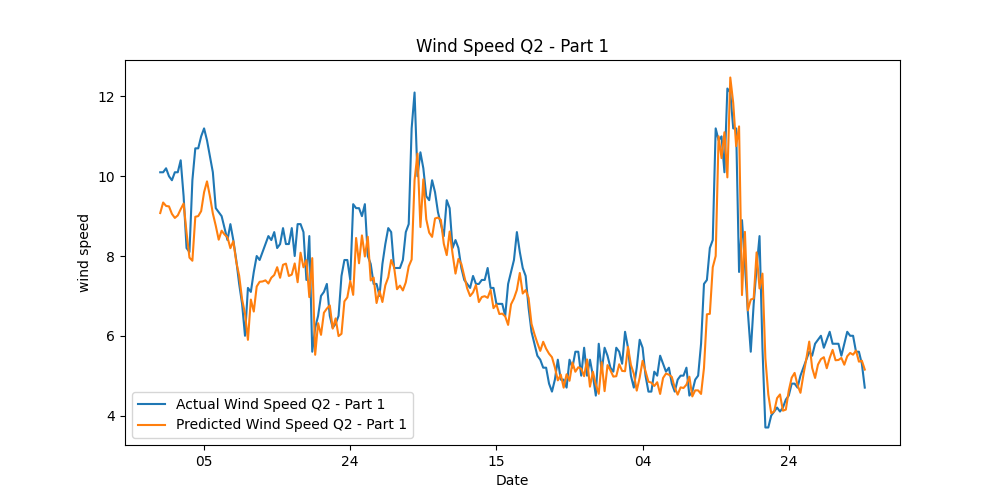 Wind Speed Q2 - Part 1
12
10
8
6
4
wind speed
Actual Wind Speed Q2 - Part 1
Predicted Wind Speed Q2 - Part 1
05
24
15
04
24
Date